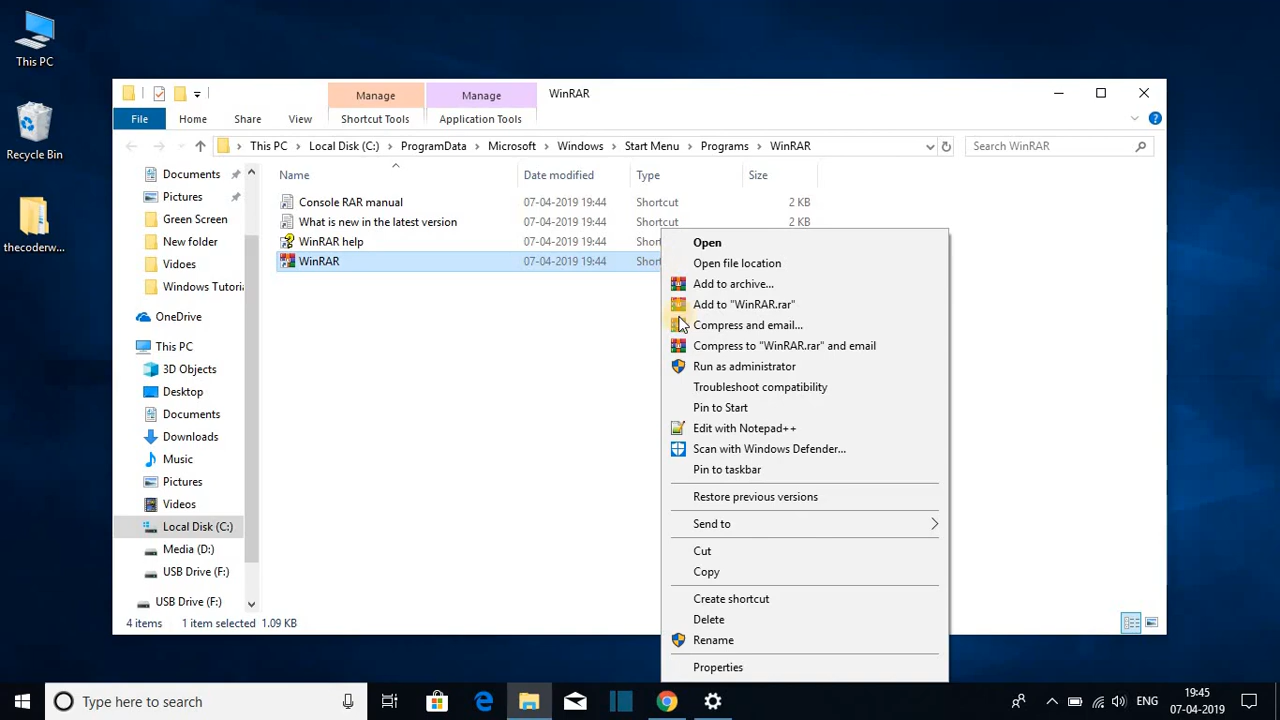 This PC
Recycle Bin
thecoderw...
Manage
Manage
WinRAR
File
Home
Share
View
Shortcut Tools
Application Tools
This PC
Local Disk (C:)
ProgramData
Microsoft
Windows
Start Menu
Programs
WinRAR
Search WinRAR
Documents
Pictures
Green Screen
New folder
Vidoes
Windows Tutoria
OneDrive
This PC
3D Objects
Desktop
Documents
Downloads
Music
Pictures
Videos
Local Disk (C:)
Media (D:)
USB Drive (F:)
USB Drive (F:)
Name
Date modified
Type
Size
Console RAR manual 07-04-2019 19:44 Shortcut 2 KB
What is new in the latest version 07-04-2019 19:44 Shortcut 2 KB
WinRAR help 07-04-2019 19:44 Shor
WinRAR 07-04-2019 19:44 Shor
Open
Open file location
Add to archive...
Add to "WinRAR.rar"
Compress and email...
Compress to "WinRAR.rar" and email
Run as administrator
Troubleshoot compatibility
Pin to Start
Edit with Notepad++
Scan with Windows Defender...
Pin to taskbar
Restore previous versions
Send to
Cut
Copy
Create shortcut
Delete
Rename
Properties
4 items
1 item selected 1.09 KB
Type here to search
ENG
19:45
07-04-2019